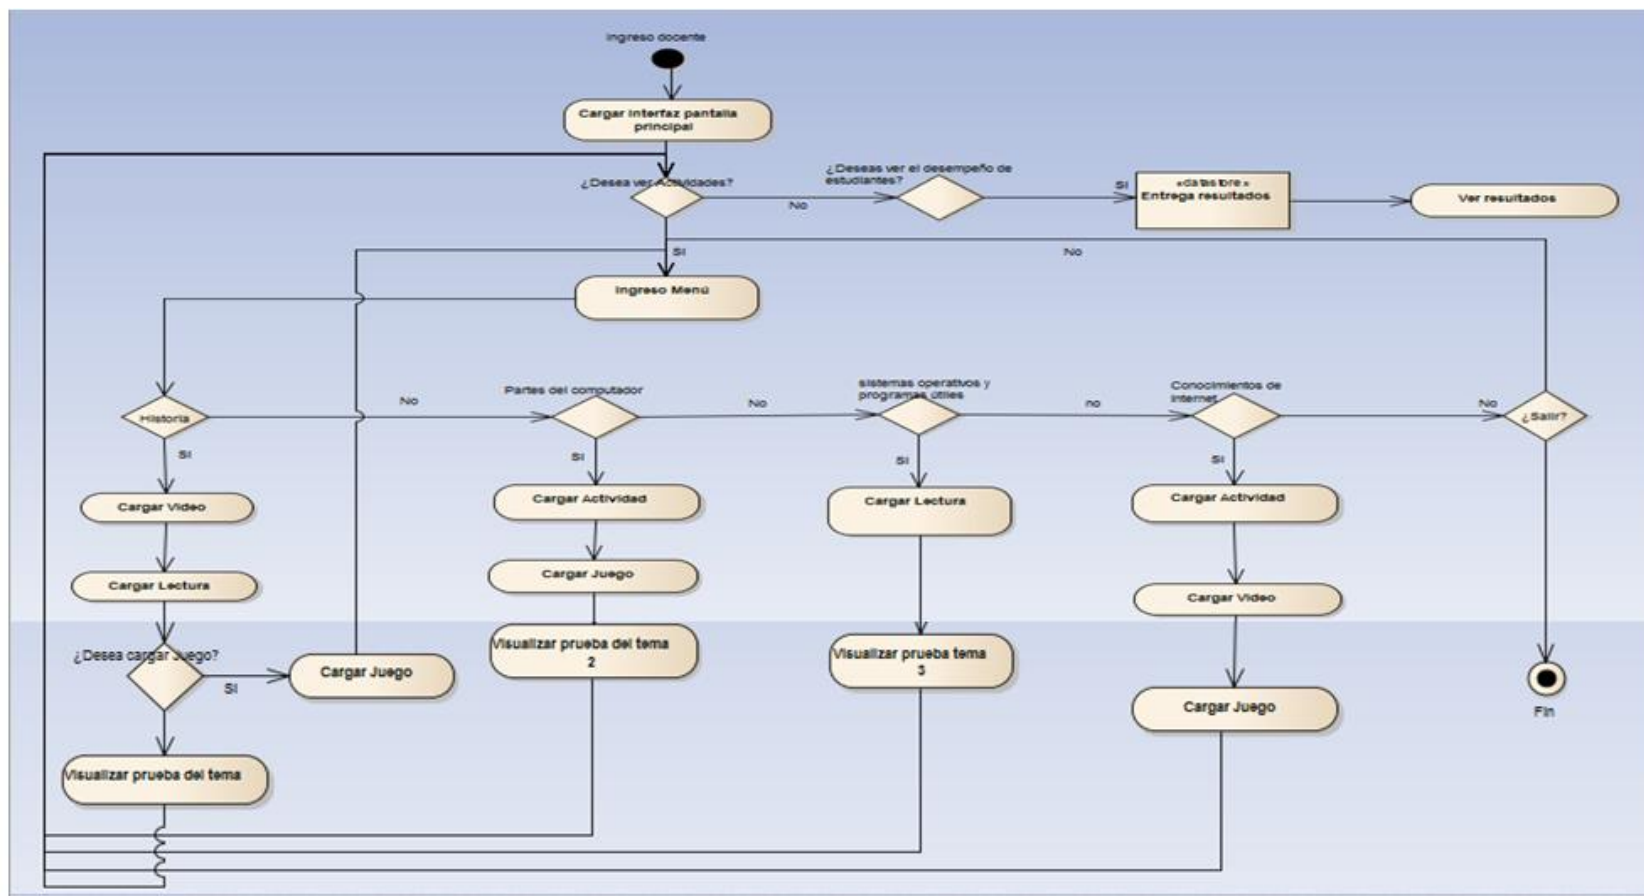 Ingreso docente
Cargar Interfaz pantalla
principal
¿Desea ver Actividades?
No
¿Deseas ver el desempeño de
estudiantes?
SI
«datastore»
Entrega resultados
Ver resultados
SI
No
Ingreso Menú
Historia
No
Partes del computador
No
sistemas operativos y
programas útiles
no
Conocimientos de
Internet
No
¿Salir?
SI
SI
SI
SI
Cargar Video
Cargar Actividad
Cargar Lectura
Cargar Actividad
Cargar Lectura
Cargar Juego
Cargar Video
¿Desea cargar Juego?
SI
Cargar Juego
Visualizar prueba del tema
2
Visualizar prueba tema
3
Cargar Juego
Fin
Visualizar prueba del tema